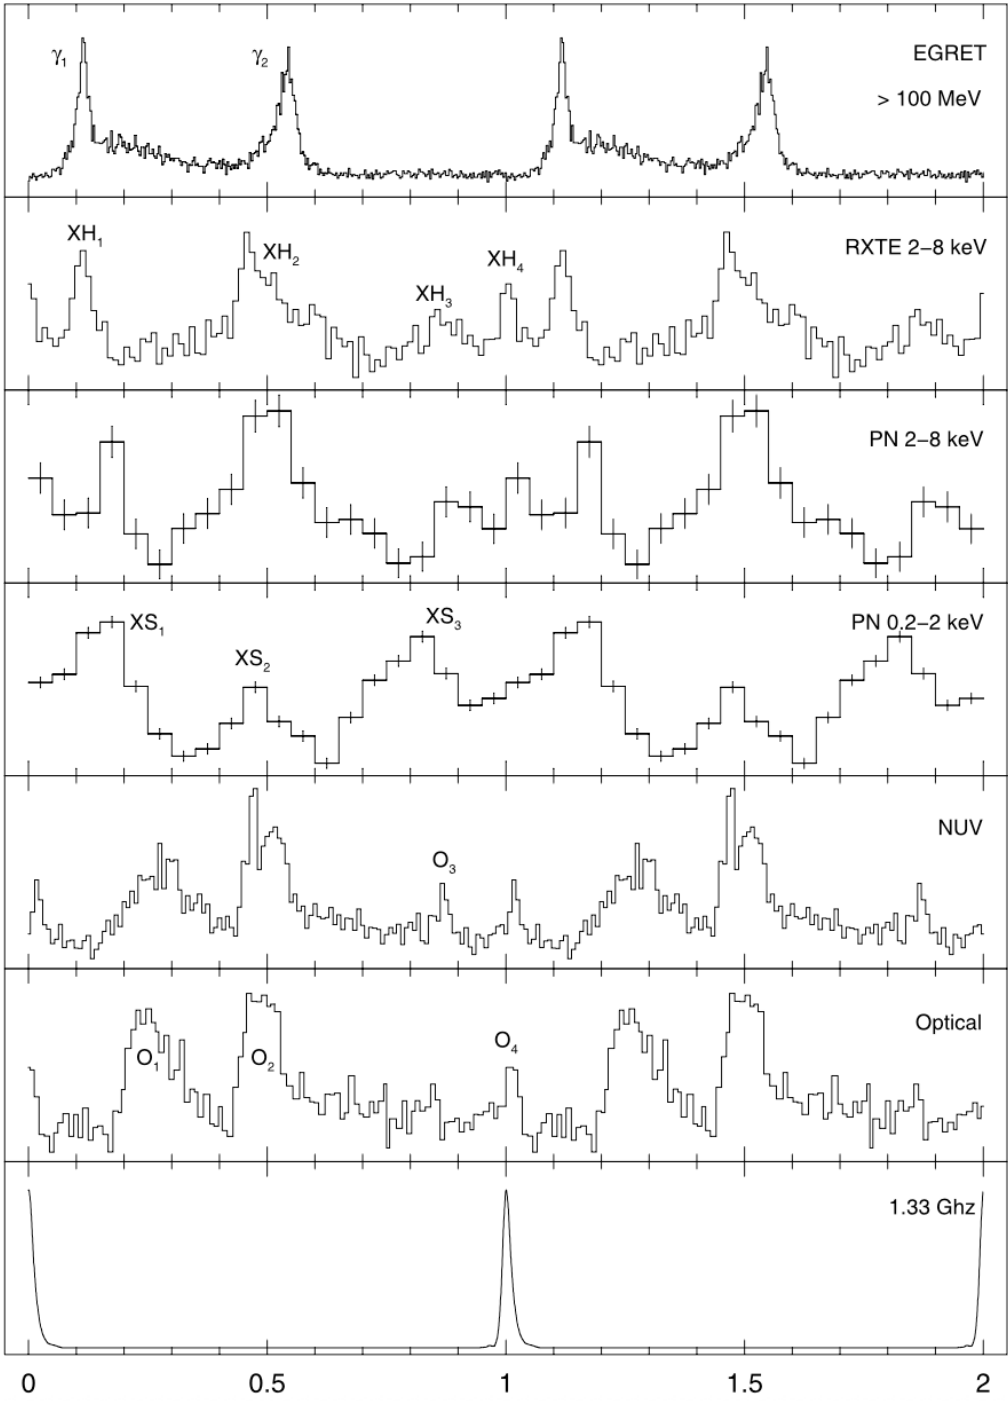 γ₁ γ₂ EGRET
> 100 MeV
XH₁ XH₂ XH₃ XH₄ RXTE 2−8 keV
PN 2−8 keV
XS₁ XS₂ XS₃ PN 0.2−2 keV
O₃ NUV
O₁ O₂ O₄ Optical
1.33 Ghz
0 0.5 1 1.5 2